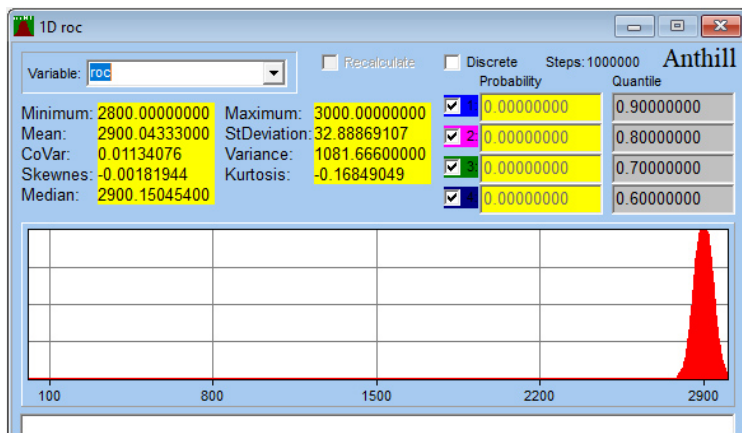 1D roc
Variable: roc
Recalculate
Discrete Steps: 1000000 Anthill
Probability Quantile
Minimum: 2800.00000000 Maximum: 3000.00000000
Mean: 2900.04333000 StDeviation: 32.88869107
CoVar: 0.01134076 Variance: 1081.66600000
Skewnes: -0.00181944 Kurtosis: -0.16849049
Median: 2900.15045400
1 0.00000000 0.90000000
2 0.00000000 0.80000000
3 0.00000000 0.70000000
4 0.00000000 0.60000000
100 800 1500 2200 2900